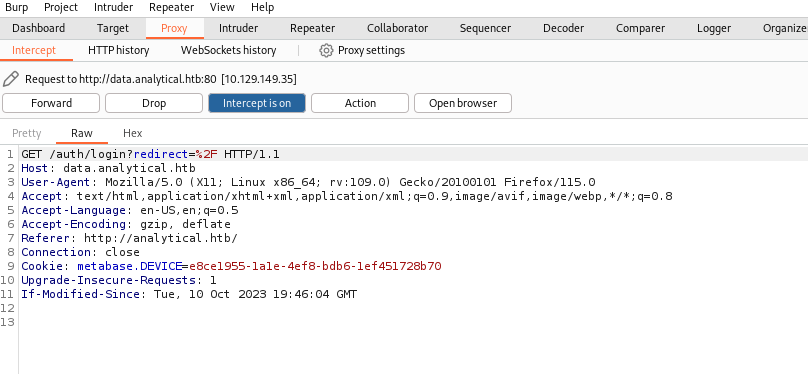 Burp Project Intruder Repeater View Help
Dashboard Target Proxy Intruder Repeater Collaborator Sequencer Decoder Comparer Logger Organize
Intercept HTTP history WebSockets history Proxy settings
Request to http://data.analytical.htb:80 [10.129.149.35]
Forward Drop Intercept is on Action Open browser
Pretty Raw Hex
1 GET /auth/login?redirect=%2F HTTP/1.1
2 Host: data.analytical.htb
3 User-Agent: Mozilla/5.0 (X11; Linux x86_64; rv:109.0) Gecko/20100101 Firefox/115.0
4 Accept: text/html,application/xhtml+xml,application/xml;q=0.9,image/avif,image/webp,*/*;q=0.8
5 Accept-Language: en-US,en;q=0.5
6 Accept-Encoding: gzip, deflate
7 Referer: http://analytical.htb/
8 Connection: close
9 Cookie: metabase.DEVICE=e8ce1955-1a1e-4ef8-bdb6-1ef451728b70
10 Upgrade-Insecure-Requests: 1
11 If-Modified-Since: Tue, 10 Oct 2023 19:46:04 GMT
12
13